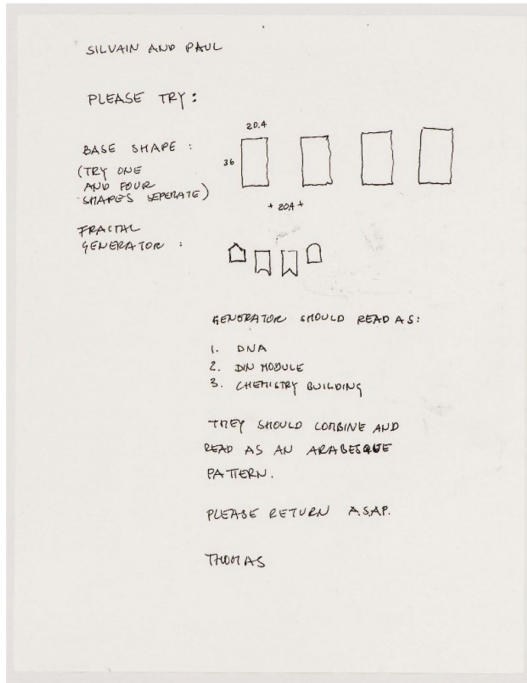 SILVAIN AND PAUL
PLEASE TRY:
20.4
BASE SHAPE :
36
(TRY ONE
AND FOUR
SHAPES SEPERATE)
+ 20.4 +
FRACTAL
GENERATOR :
GENERATOR SHOULD READ AS:
1. DNA
2. DIN MODULE
3. CHEMISTRY BUILDING
THEY SHOULD COMBINE AND
READ AS AN ARABESQUE
PATTERN.
PLEASE RETURN A.S.A.P.
THOMAS